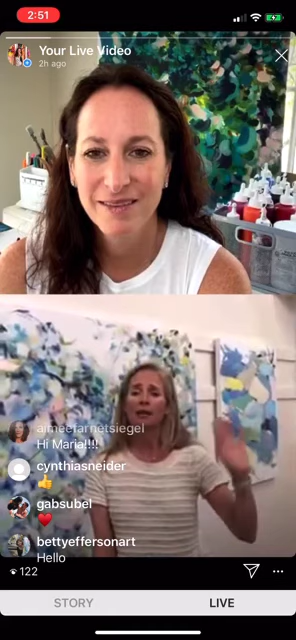 2:51
Your Live Video
2h ago
aimeefarnetsiegel
Hi Maria!!!!
cynthiasneider
👍
gabsubel
❤️
bettyeffersonart
Hello
122
STORY LIVE